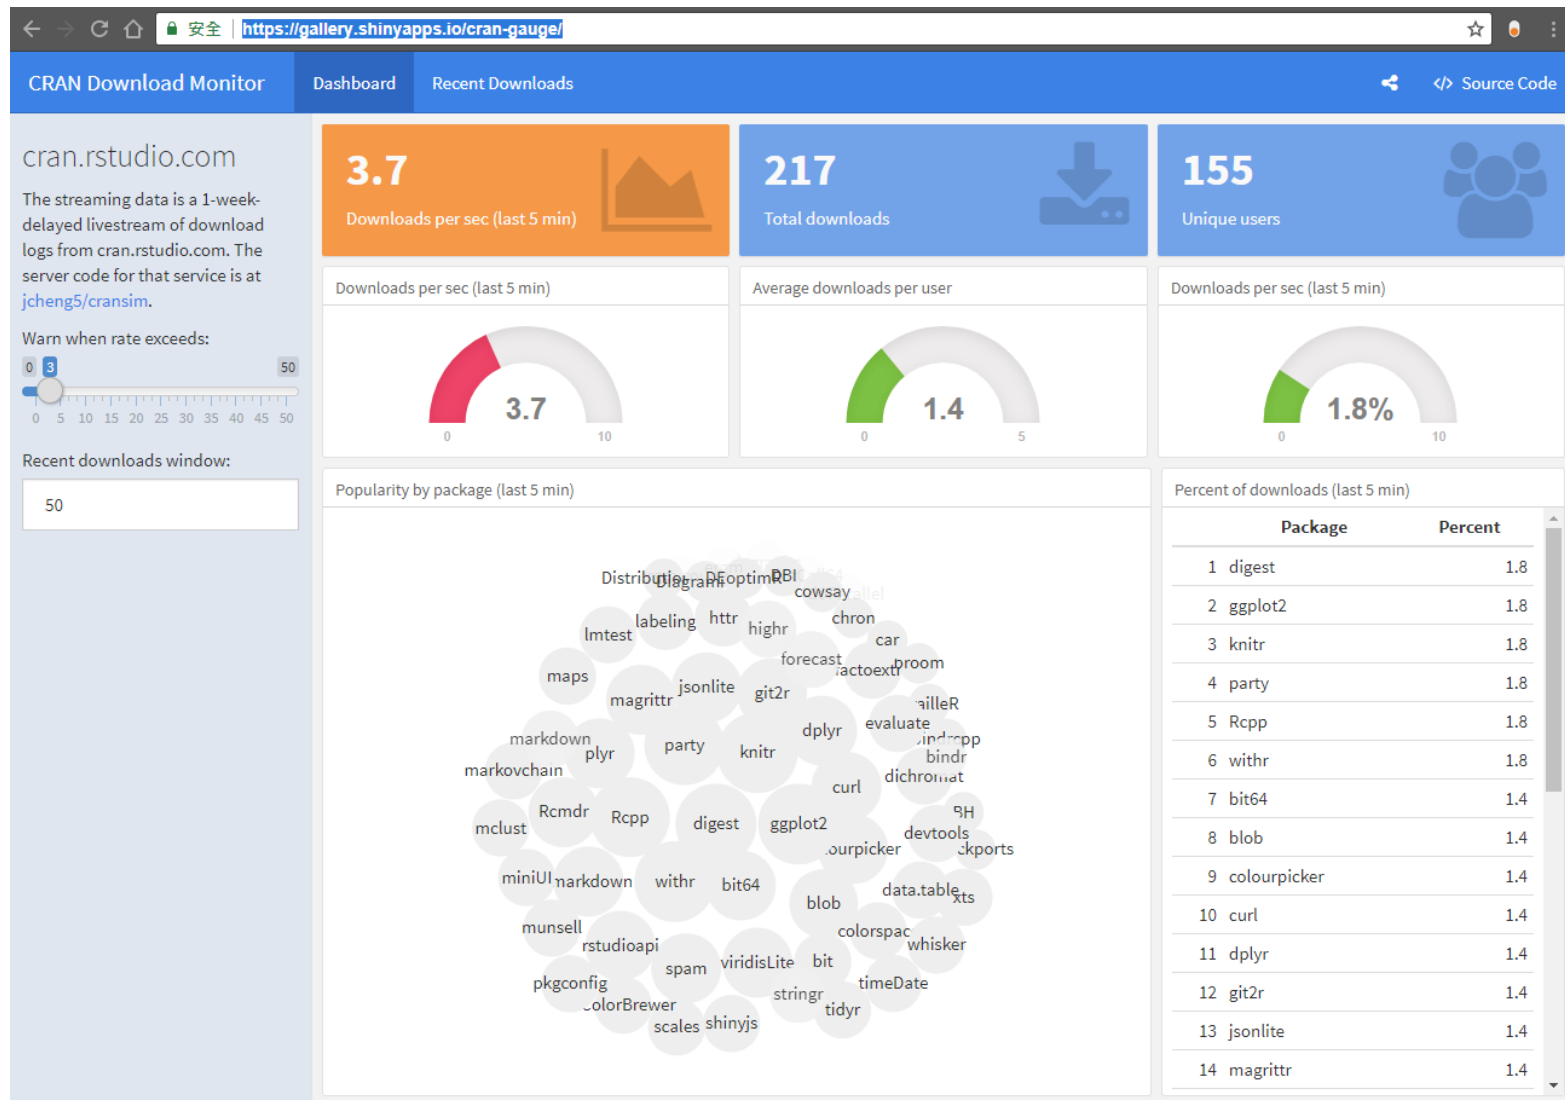 安全 https://gallery.shinyapps.io/cran-gauge/
CRAN Download Monitor Dashboard Recent Downloads </> Source Code
cran.rstudio.com
The streaming data is a 1-week-
delayed livestream of download
logs from cran.rstudio.com. The
server code for that service is at
jcheng5/cransim.
Warn when rate exceeds:
0 3 50
0 5 10 15 20 25 30 35 40 45 50
Recent downloads window:
50
3.7
Downloads per sec (last 5 min)
217
Total downloads
155
Unique users
Downloads per sec (last 5 min)
3.7
0 10
Average downloads per user
1.4
0 5
Downloads per sec (last 5 min)
1.8%
0 10
Popularity by package (last 5 min)
DEoptimR DBI
cowsay
labeling httr highr chron
lmtest car
forecast
maps magrittr jsonlite git2r
dplyr evaluate
markdown plyr party knitr bindr
markovchain curl dichromat
mclust Rcmdr Rcpp digest ggplot2 BH
devtools
miniUI markdown withr bit64 blob data.table xts
munsell rstudioapi whisker
spam viridisLite bit
pkgconfig stringr timeDate
tidyr
scales shinyjs
Percent of downloads (last 5 min)
Package Percent
1 digest 1.8
2 ggplot2 1.8
3 knitr 1.8
4 party 1.8
5 Rcpp 1.8
6 withr 1.8
7 bit64 1.4
8 blob 1.4
9 colourpicker 1.4
10 curl 1.4
11 dplyr 1.4
12 git2r 1.4
13 jsonlite 1.4
14 magrittr 1.4